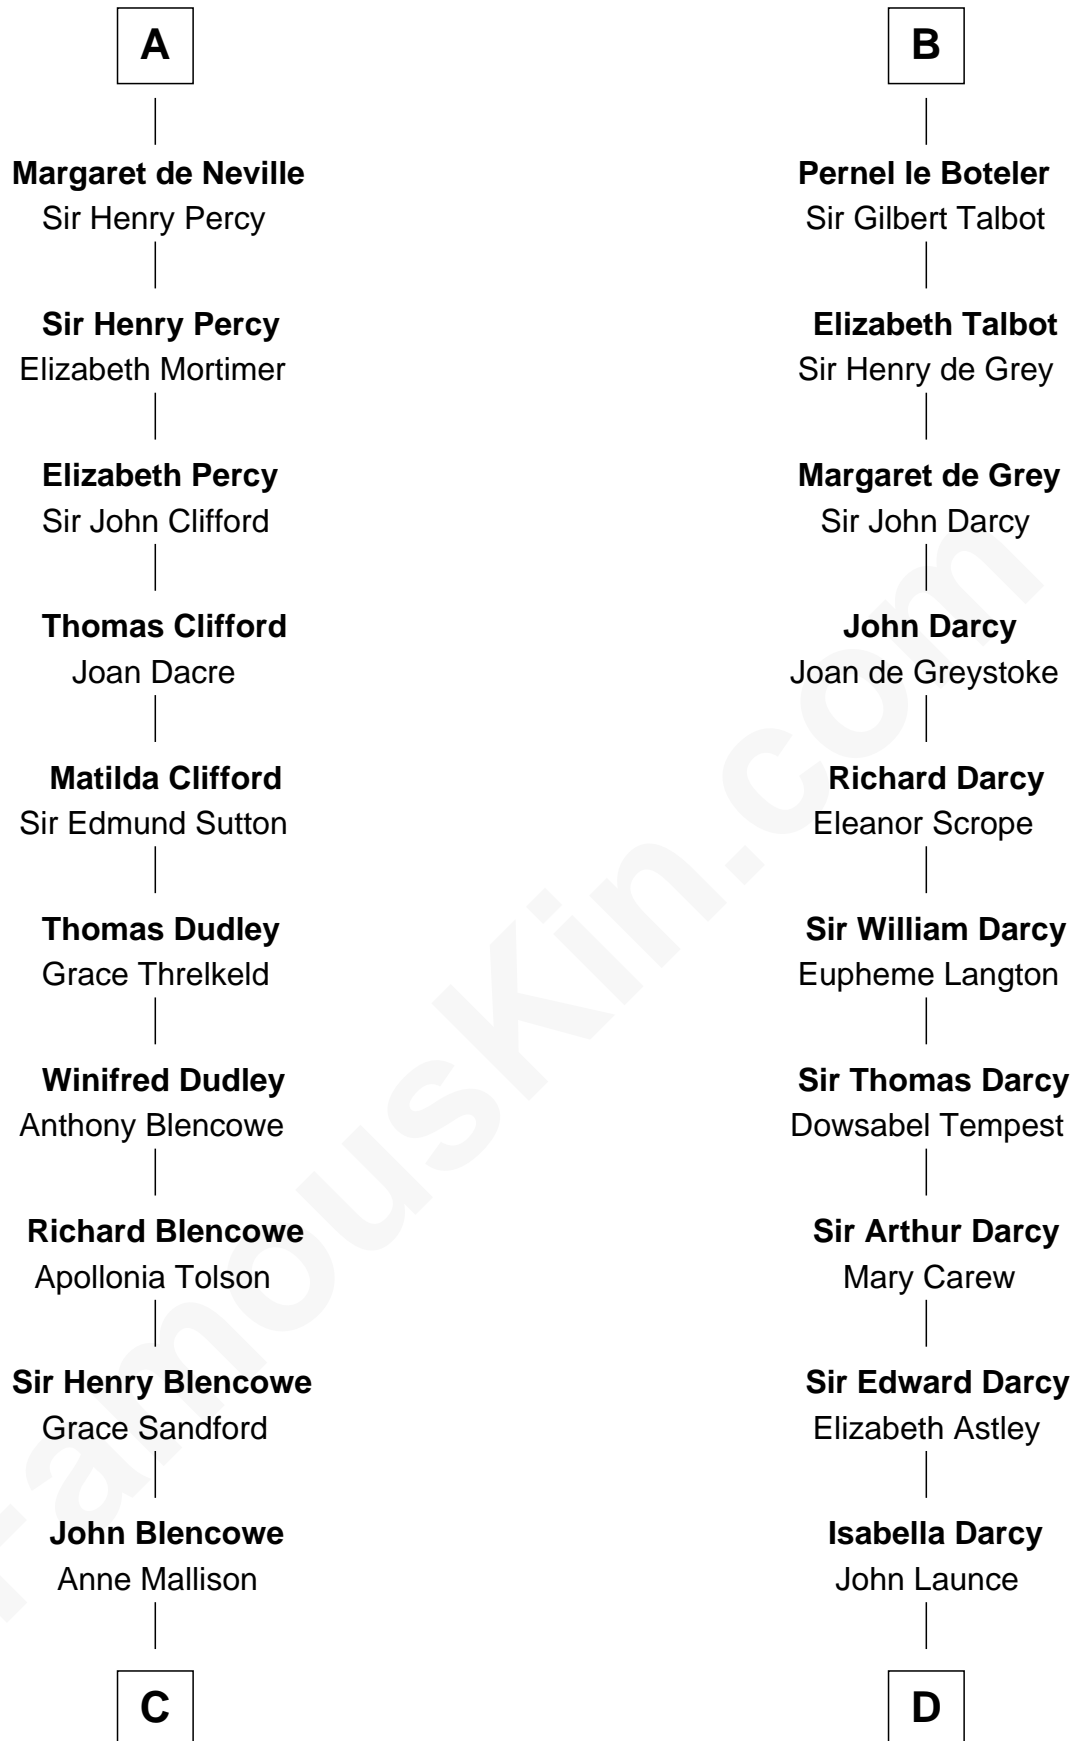 A
Margaret de Neville
Sir Henry Percy
Sir Henry Percy
Elizabeth Mortimer
Elizabeth Percy
Sir John Clifford
Thomas Clifford
Joan Dacre
Matilda Clifford
Sir Edmund Sutton
Thomas Dudley
Grace Threlkeld
Winifred Dudley
Anthony Blencowe
Richard Blencowe
Apollonia Tolson
Sir Henry Blencowe
Grace Sandford
John Blencowe
Anne Mallison
C
B
Pernel le Boteler
Sir Gilbert Talbot
Elizabeth Talbot
Sir Henry de Grey
Margaret de Grey
Sir John Darcy
John Darcy
Joan de Greystoke
Richard Darcy
Eleanor Scrope
Sir William Darcy
Eupheme Langton
Sir Thomas Darcy
Dowsabel Tempest
Sir Arthur Darcy
Mary Carew
Sir Edward Darcy
Elizabeth Astley
Isabella Darcy
John Launce
D
FamousKin.com